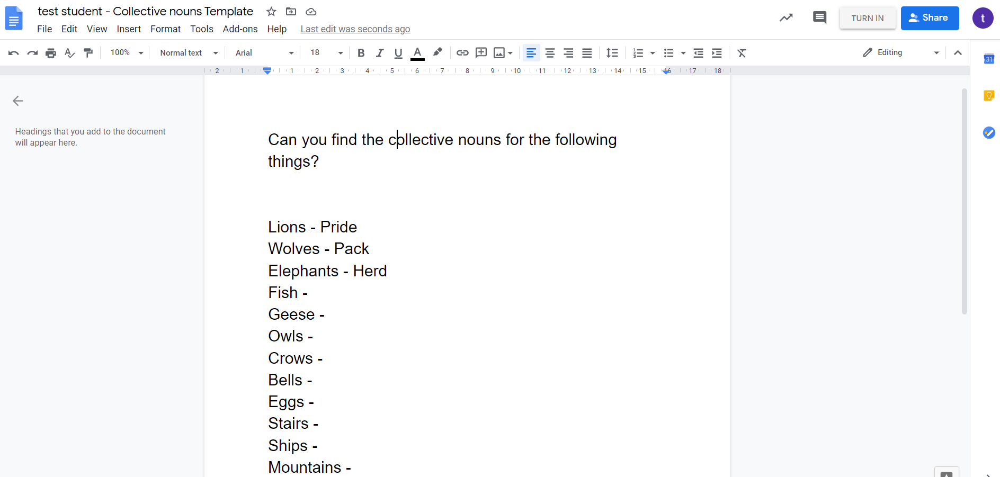 test student - Collective nouns Template
File Edit View Insert Format Tools Add-ons Help Last edit was seconds ago
TURN IN
Share
t
100% Normal text Arial 18 B I U A Editing
31
2 1 1 2 3 4 5 6 7 8 9 10 11 12 13 14 15 16 17 18
Headings that you add to the document
will appear here.
Can you find the collective nouns for the following
things?
Lions - Pride
Wolves - Pack
Elephants - Herd
Fish -
Geese -
Owls -
Crows -
Bells -
Eggs -
Stairs -
Ships -
Mountains -